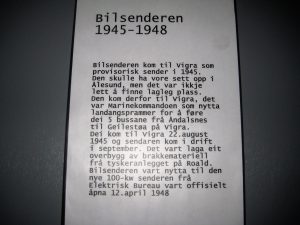 Bilsenderen
1945-1948
Bilsenderen kom til Vigra som
provisorisk sender i 1945.
Den skulle ha vore sett opp i
Ålesund, men det var ikkje
lett å finne lagleg plass.
Den kom derfor til Vigra, det
var Marinekommandoen som nytta
landangsprammer for å føre
dei 5 bussane frå Åndalsnes
til Geilestøa på Vigra.
Dei kom til Vigra 22.august
1945 og sendaren kom i drift
i september. Det vart laga eit
overbygg av brakkemateriell
frå tyskeranlegget på Roald.
Bilsenderen vart nytta til den
nye 100-kw senderen frå
Elektrisk Bureau vart offisielt
åpna 12.april 1948